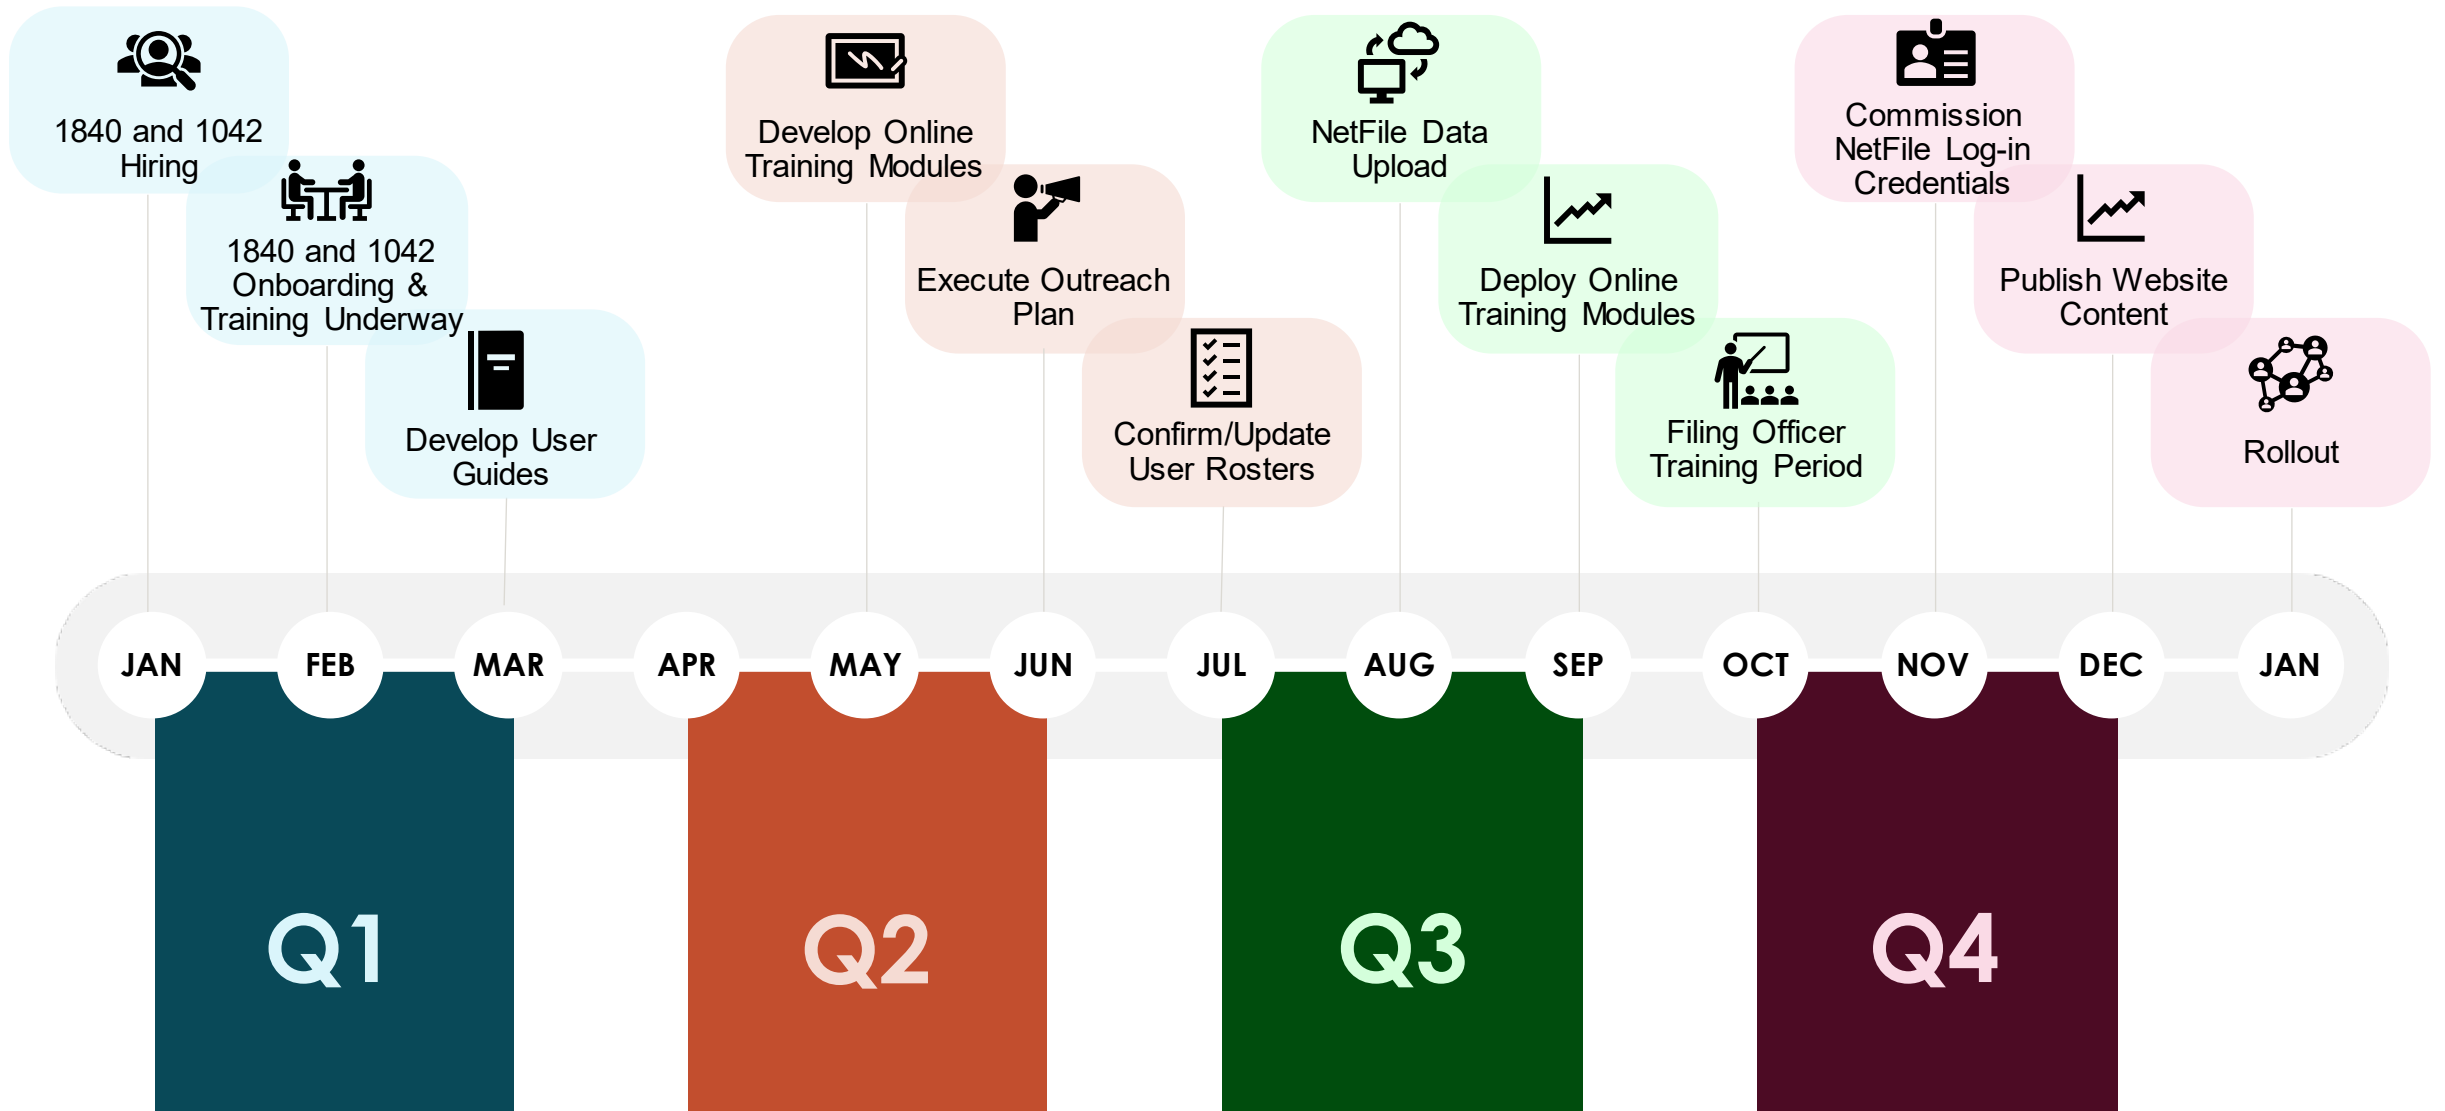 1840 and 1042
Hiring
1840 and 1042
Onboarding &
Training Underway
Develop User
Guides
Develop Online
Training Modules
Execute Outreach
Plan
Confirm/Update
User Rosters
NetFile Data
Upload
Deploy Online
Training Modules
Filing Officer
Training Period
Commission
NetFile Log-in
Credentials
Publish Website
Content
Rollout
JAN
FEB
MAR
APR
MAY
JUN
JUL
AUG
SEP
OCT
NOV
DEC
JAN
Q1
Q2
Q3
Q4